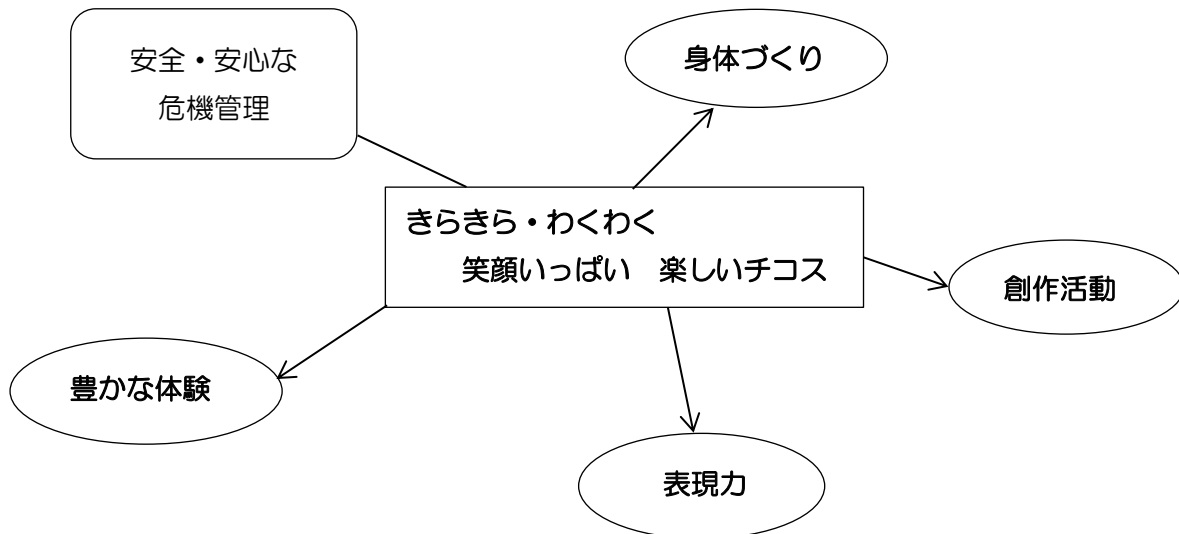 安全・安心な
危機管理
身体づくり
きらきら・わくわく
笑顔いっぱい　楽しいチコス
創作活動
豊かな体験
表現力